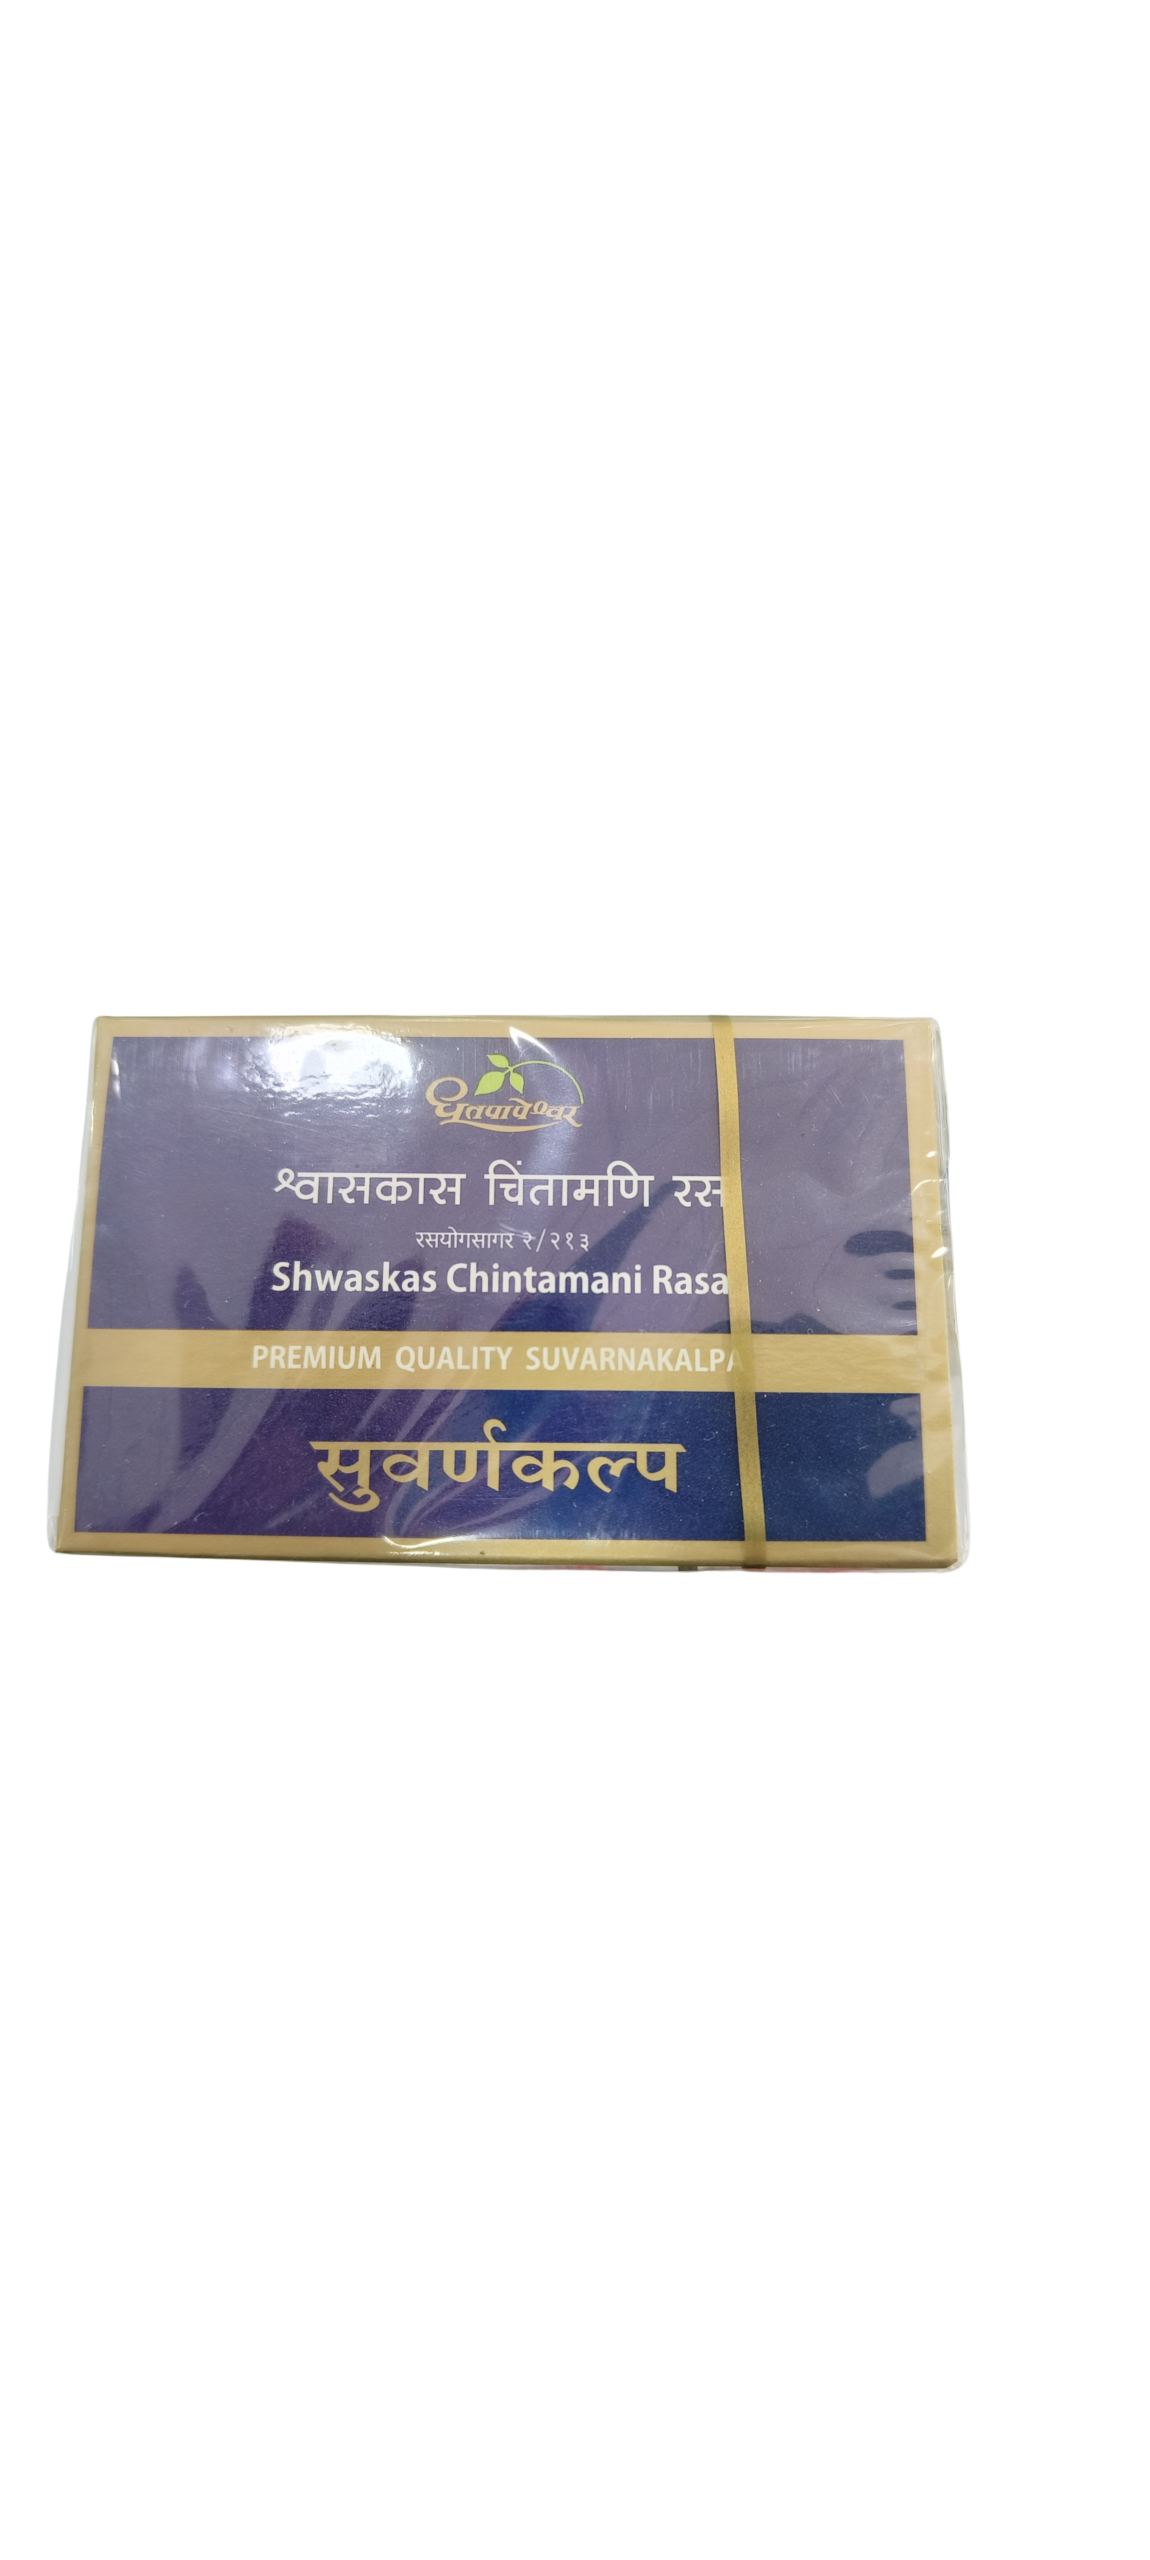 धूतपापेश्वर
श्वासकास चिंतामणि रस
रसयोगसागर २/२१३
Shwaskas Chintamani Rasa
PREMIUM QUALITY SUVARNAKALPA
सुवर्णकल्प